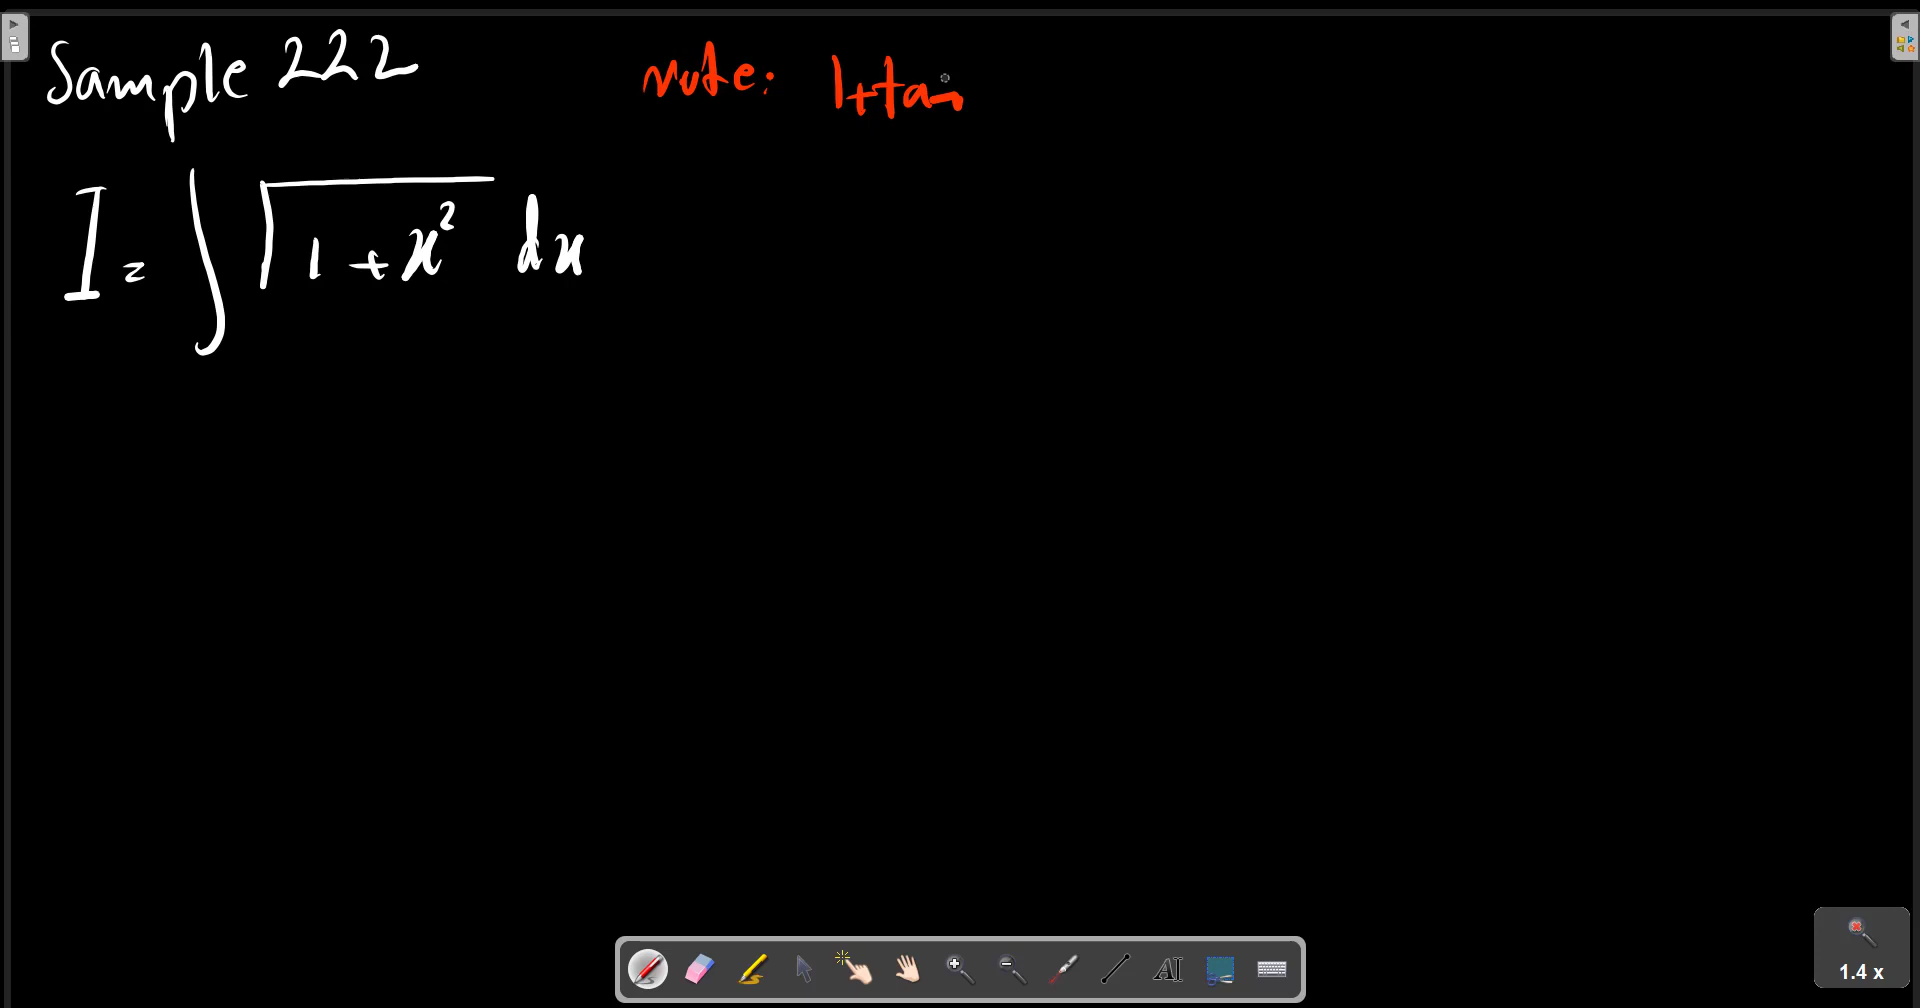 Sample 222
note: 1+tan
I = ∫ √1+x² dx
1.4 x